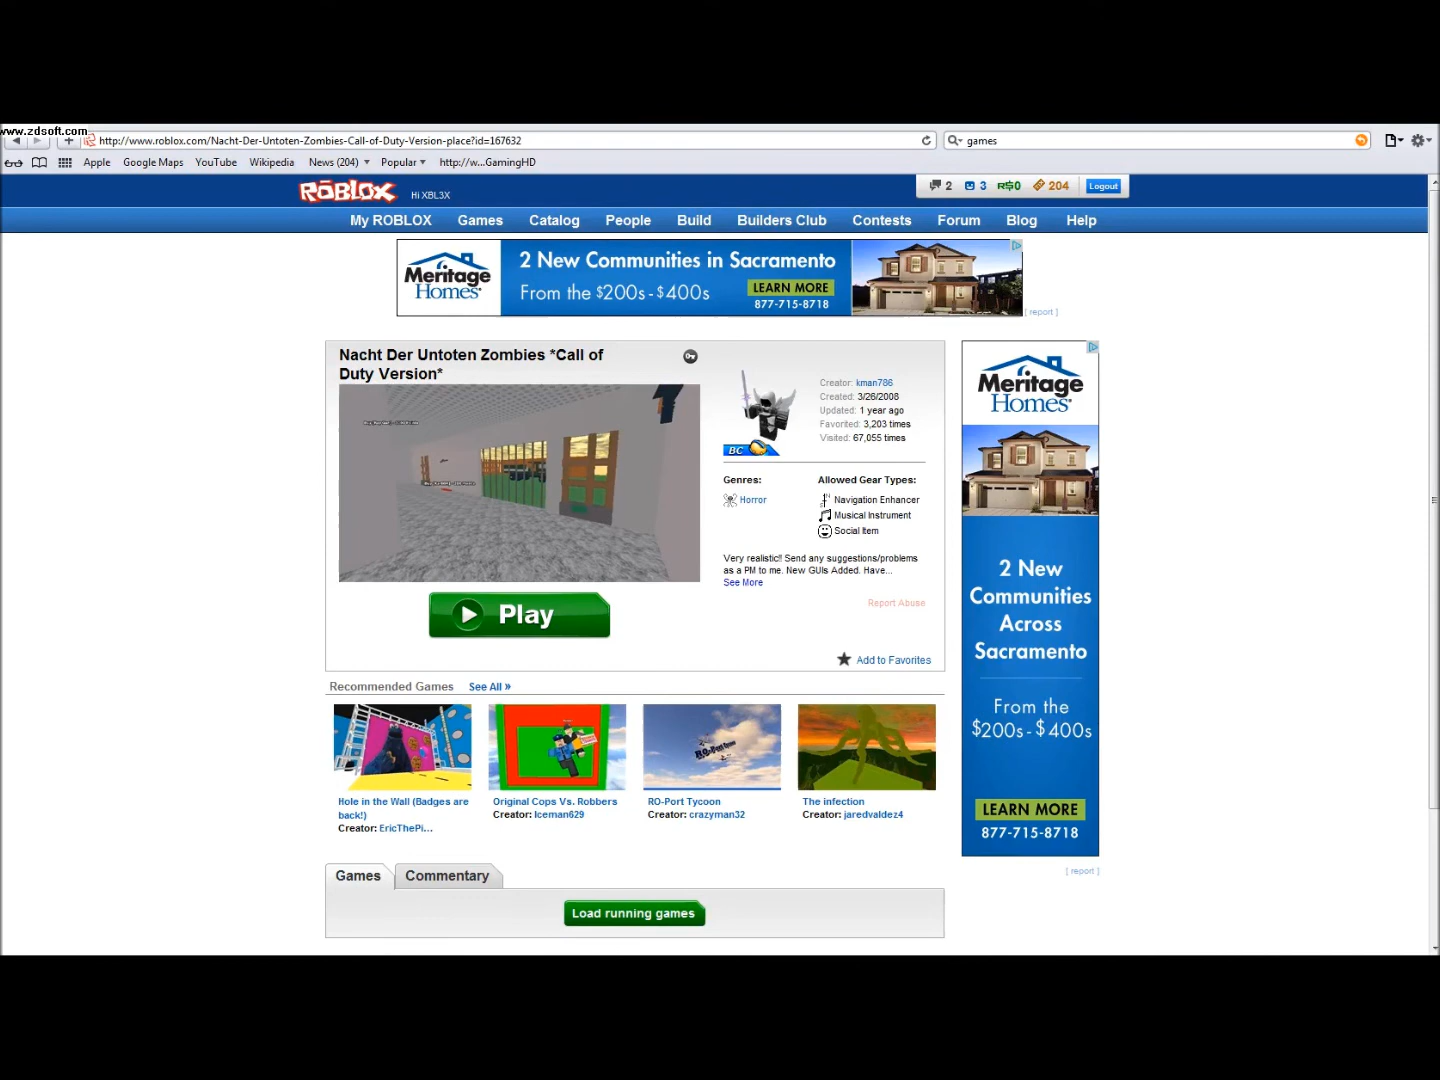 www.zdsoft.com
http://www.roblox.com/Nacht-Der-Untoten-Zombies-Call-of-Duty-Version-place?id=167632
games
Apple Google Maps YouTube Wikipedia News (204) Popular http://w...GamingHD
ROBLOX Hi XBL3X 2 3 R$0 204 Logout
My ROBLOX Games Catalog People Build Builders Club Contests Forum Blog Help
Meritage Homes
2 New Communities in Sacramento
From the $200s-$400s
LEARN MORE
877-715-8718
[ report ]
Nacht Der Untoten Zombies *Call of
Duty Version*
BC
Creator: kman786
Created: 3/26/2008
Updated: 1 year ago
Favorited: 3,203 times
Visited: 67,055 times
Genres:
Horror
Allowed Gear Types:
Navigation Enhancer
Musical Instrument
Social Item
Very realistic!! Send any suggestions/problems
as a PM to me. New GUIs Added. Have...
See More
Report Abuse
Play
Add to Favorites
Recommended Games See All »
Hole in the Wall (Badges are
back!)
Creator: EricThePi...
Original Cops Vs. Robbers
Creator: Iceman629
RO-Port Tycoon
RO-Port Tycoon
Creator: crazyman32
The infection
Creator: jaredvaldez4
Games Commentary
Load running games
Meritage
Homes
2 New
Communities
Across
Sacramento
From the
$200s-$400s
LEARN MORE
877-715-8718
[ report ]